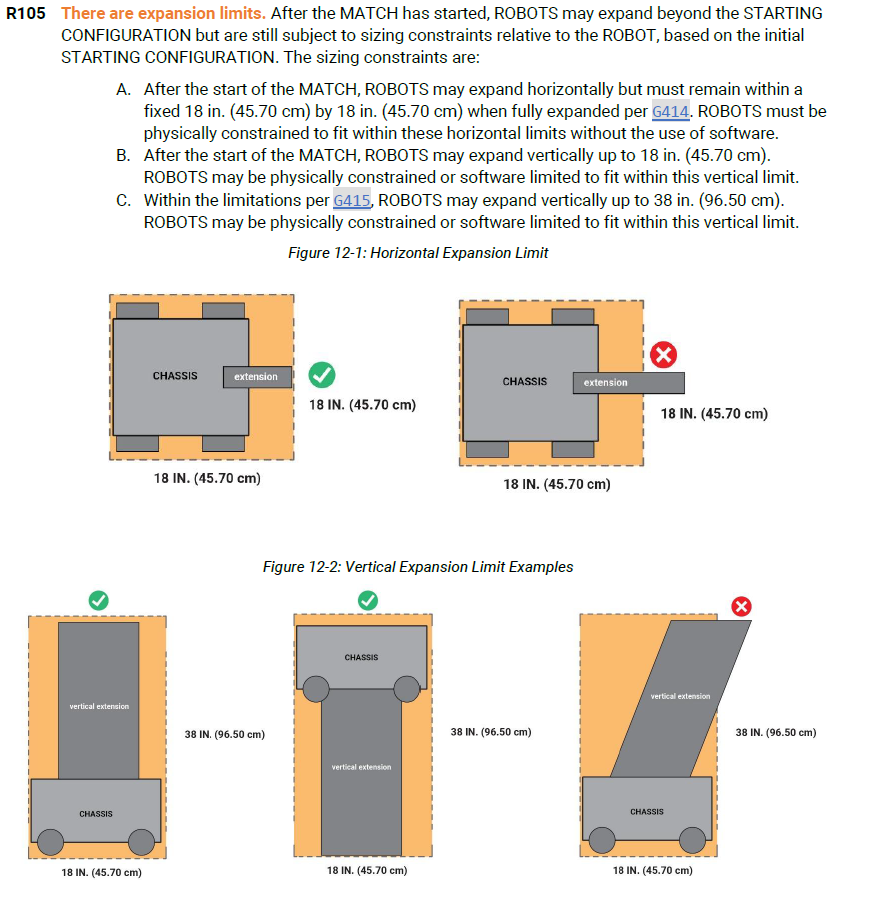 R105 There are expansion limits. After the MATCH has started, ROBOTS may expand beyond the STARTING
CONFIGURATION but are still subject to sizing constraints relative to the ROBOT, based on the initial
STARTING CONFIGURATION. The sizing constraints are:
A. After the start of the MATCH, ROBOTS may expand horizontally but must remain within a
fixed 18 in. (45.70 cm) by 18 in. (45.70 cm) when fully expanded per G414. ROBOTS must be
physically constrained to fit within these horizontal limits without the use of software.
B. After the start of the MATCH, ROBOTS may expand vertically up to 18 in. (45.70 cm).
ROBOTS may be physically constrained or software limited to fit within this vertical limit.
C. Within the limitations per G415, ROBOTS may expand vertically up to 38 in. (96.50 cm).
ROBOTS may be physically constrained or software limited to fit within this vertical limit.
Figure 12-1: Horizontal Expansion Limit
CHASSIS
extension
18 IN. (45.70 cm)
18 IN. (45.70 cm)
CHASSIS
extension
18 IN. (45.70 cm)
18 IN. (45.70 cm)
Figure 12-2: Vertical Expansion Limit Examples
vertical extension
38 IN. (96.50 cm)
CHASSIS
18 IN. (45.70 cm)
CHASSIS
38 IN. (96.50 cm)
vertical extension
18 IN. (45.70 cm)
vertical extension
38 IN. (96.50 cm)
CHASSIS
18 IN. (45.70 cm)